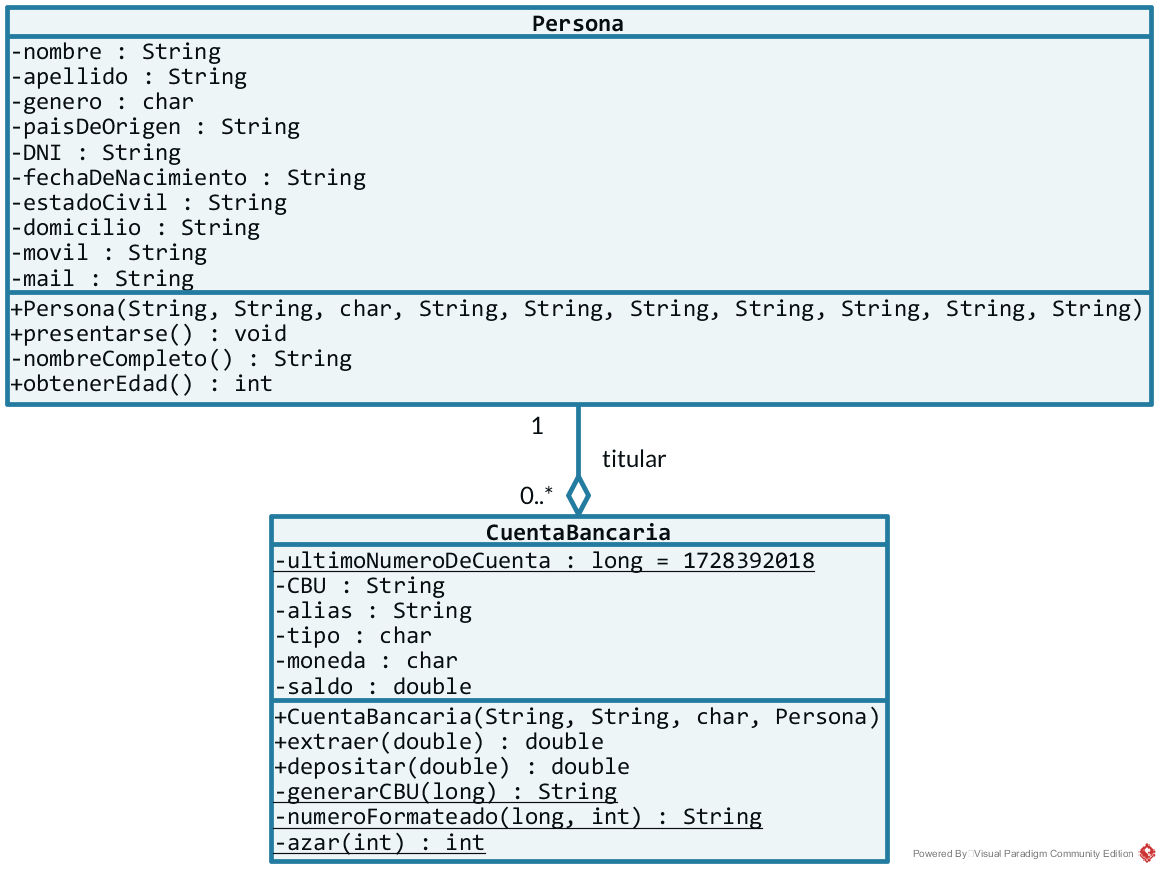 Persona
-nombre : String
-apellido : String
-genero : char
-paisDeOrigen : String
-DNI : String
-fechaDeNacimiento : String
-estadoCivil : String
-domicilio : String
-movil : String
-mail : String
+Persona(String, String, char, String, String, String, String, String, String, String)
+presentarse() : void
-nombreCompleto() : String
+obtenerEdad() : int
1
titular
0..*
CuentaBancaria
-ultimoNumeroDeCuenta : long = 1728392018
-CBU : String
-alias : String
-tipo : char
-moneda : char
-saldo : double
+CuentaBancaria(String, String, char, Persona)
+extraer(double) : double
+depositar(double) : double
-generarCBU(long) : String
-numeroFormateado(long, int) : String
-azar(int) : int
Powered By Visual Paradigm Community Edition